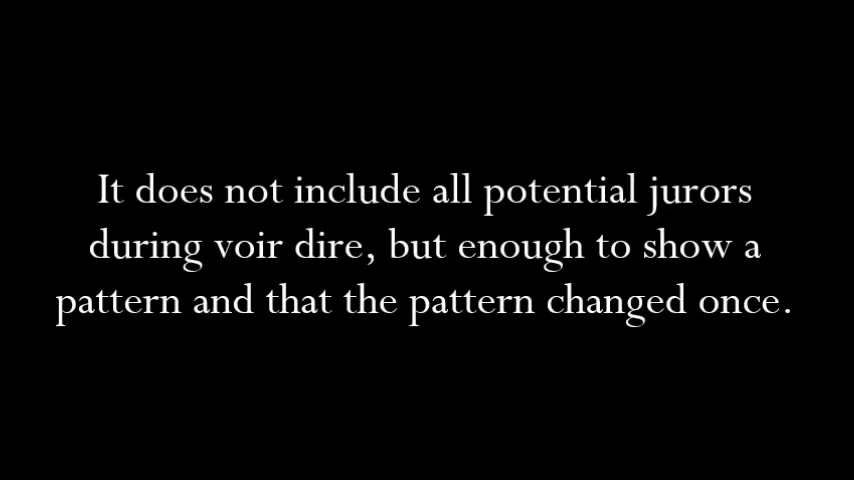 It does not include all potential jurors
during voir dire, but enough to show a
pattern and that the pattern changed once.